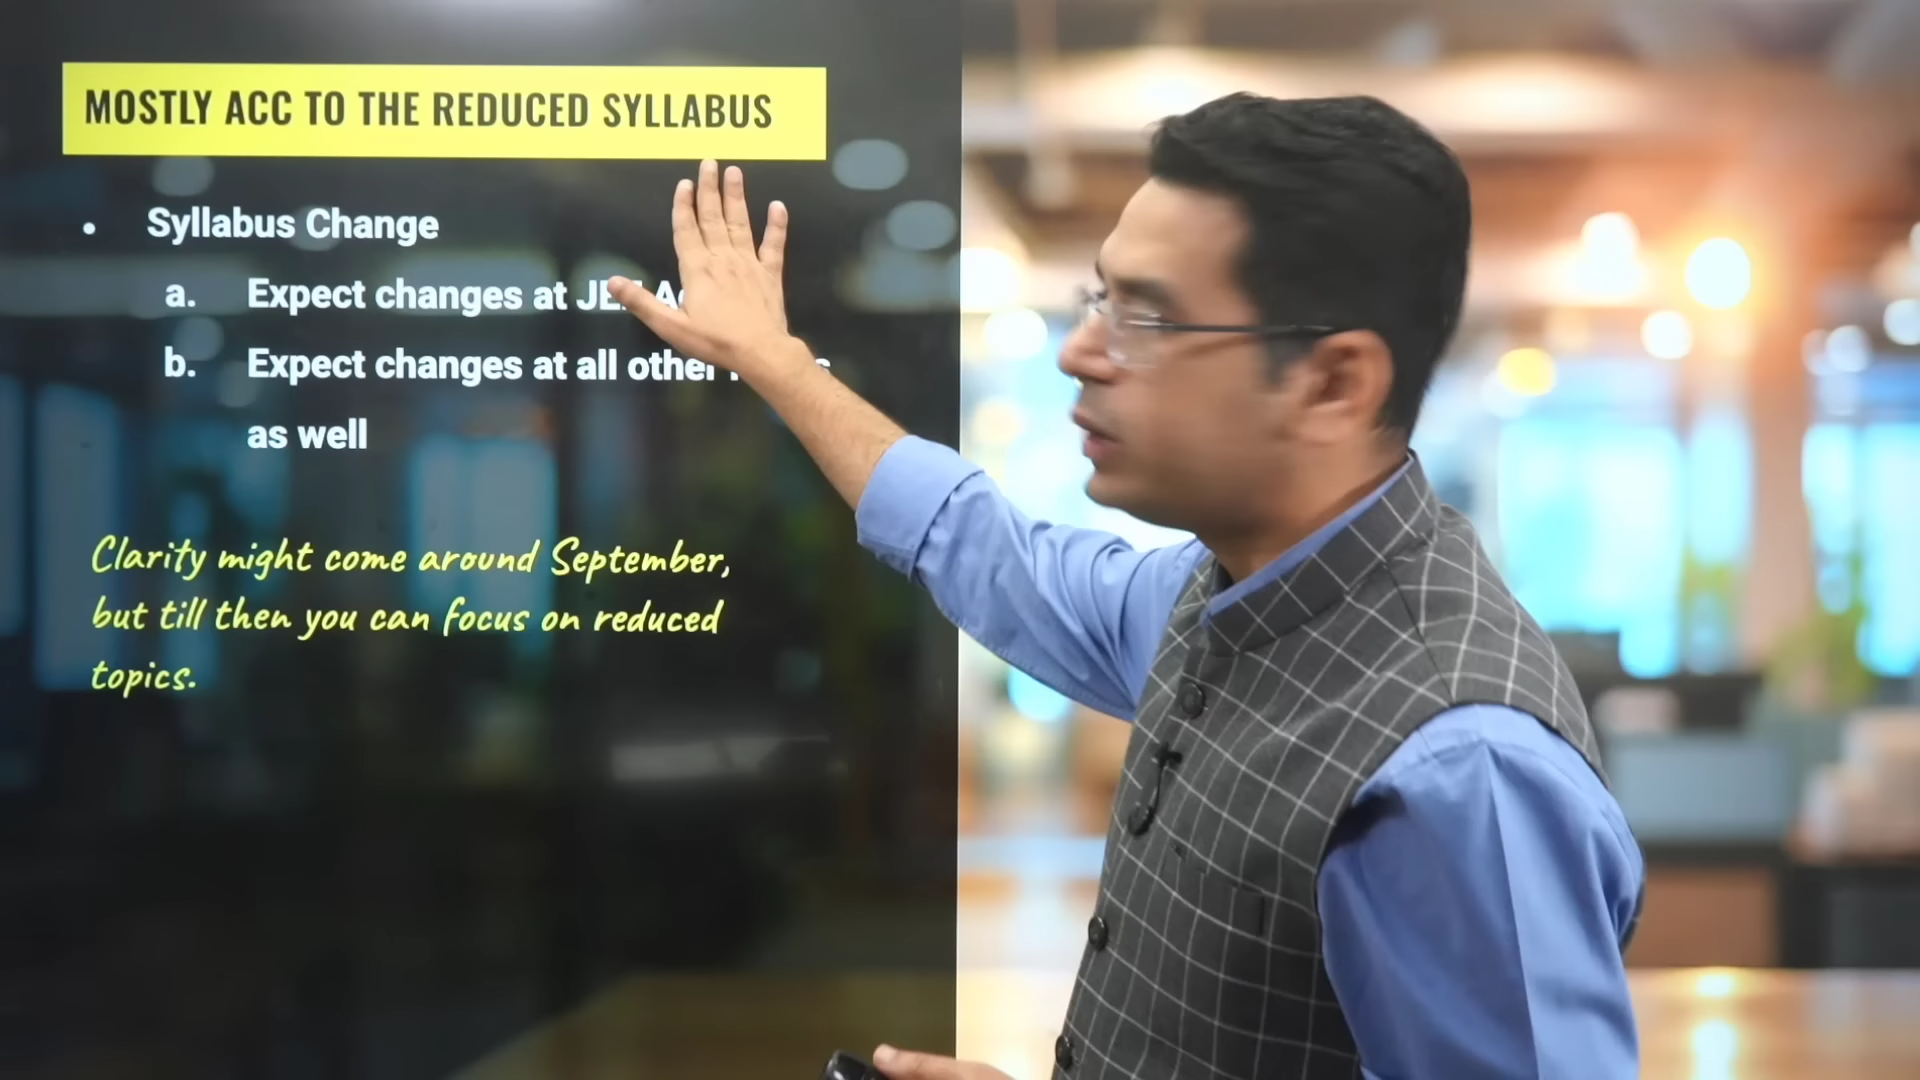 MOSTLY ACC TO THE REDUCED SYLLABUS
• Syllabus Change
a. Expect changes at
b. Expect changes at all other
as well
Clarity might come around September,
but till then you can focus on reduced
topics.